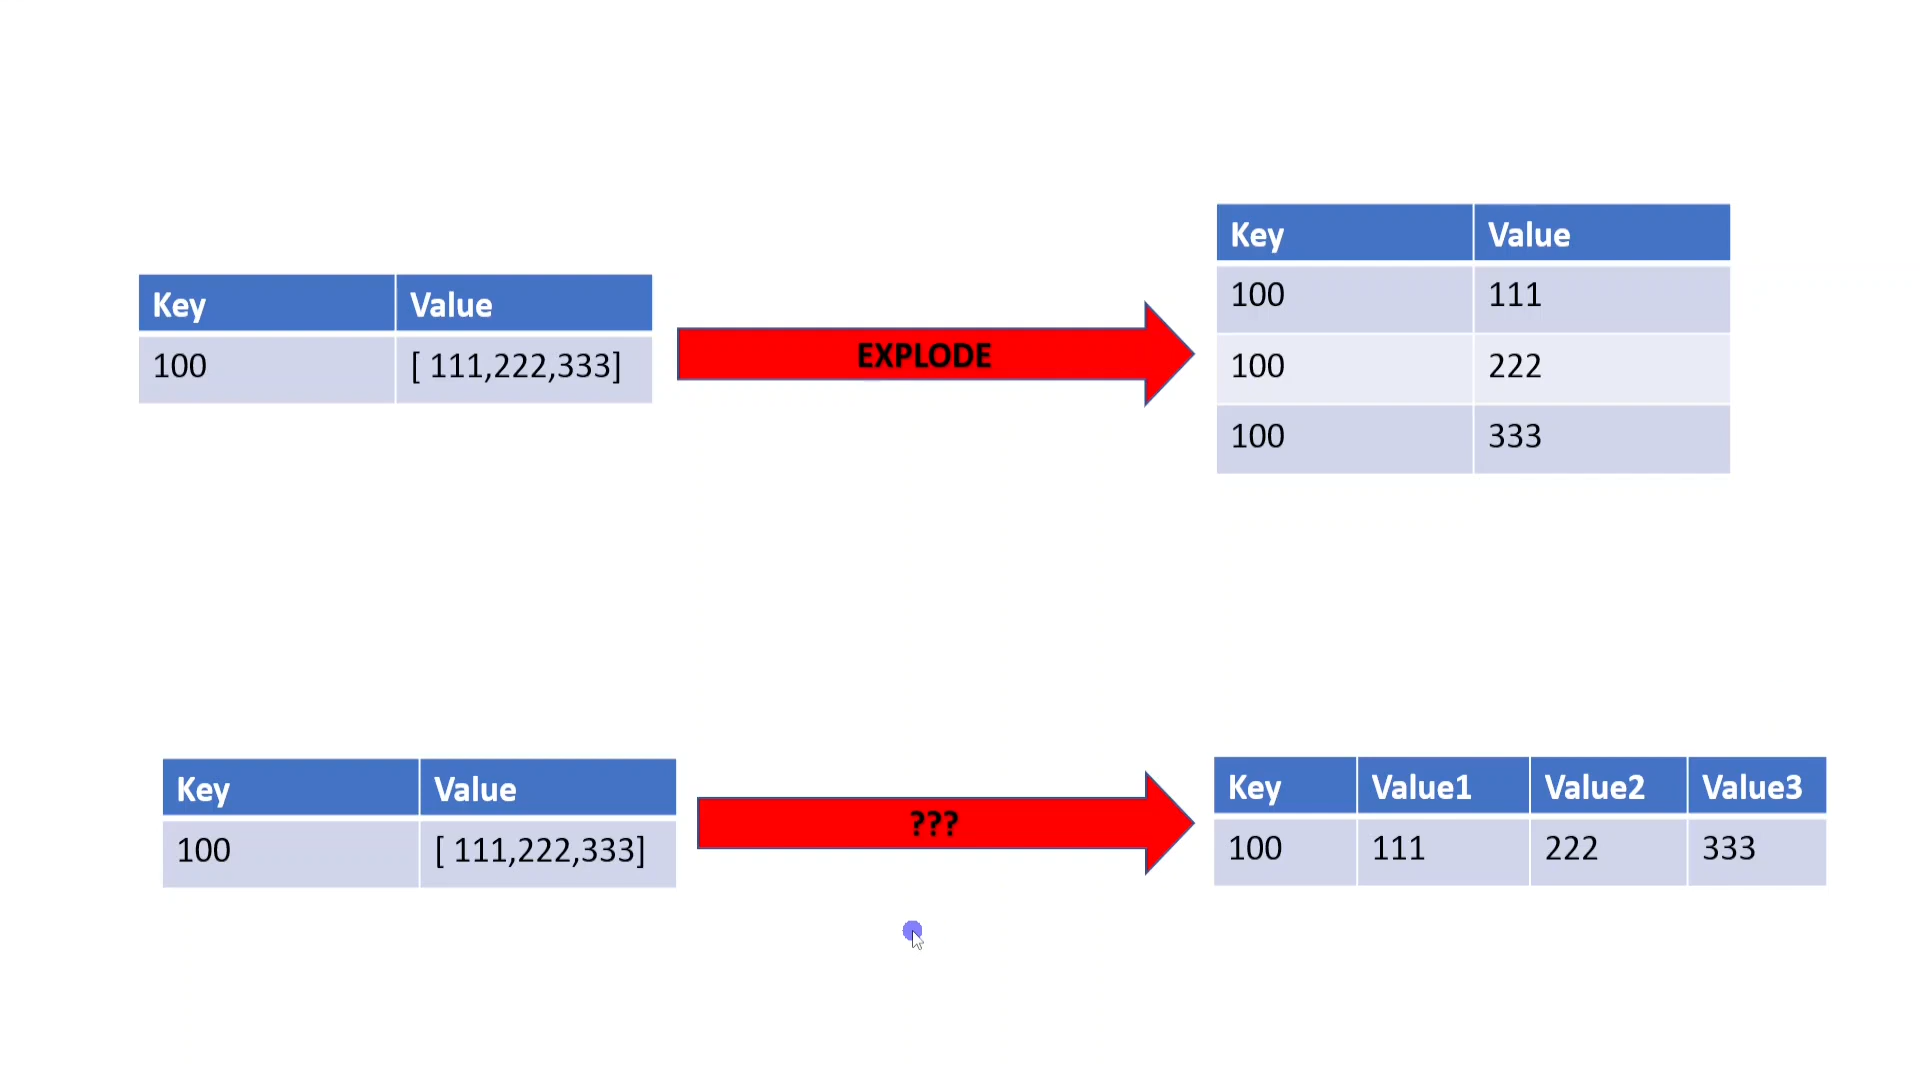 Key Value
100 [ 111,222,333]
EXPLODE
Key Value
100 111
100 222
100 333
Key Value
100 [ 111,222,333]
???
Key Value1 Value2 Value3
100 111 222 333